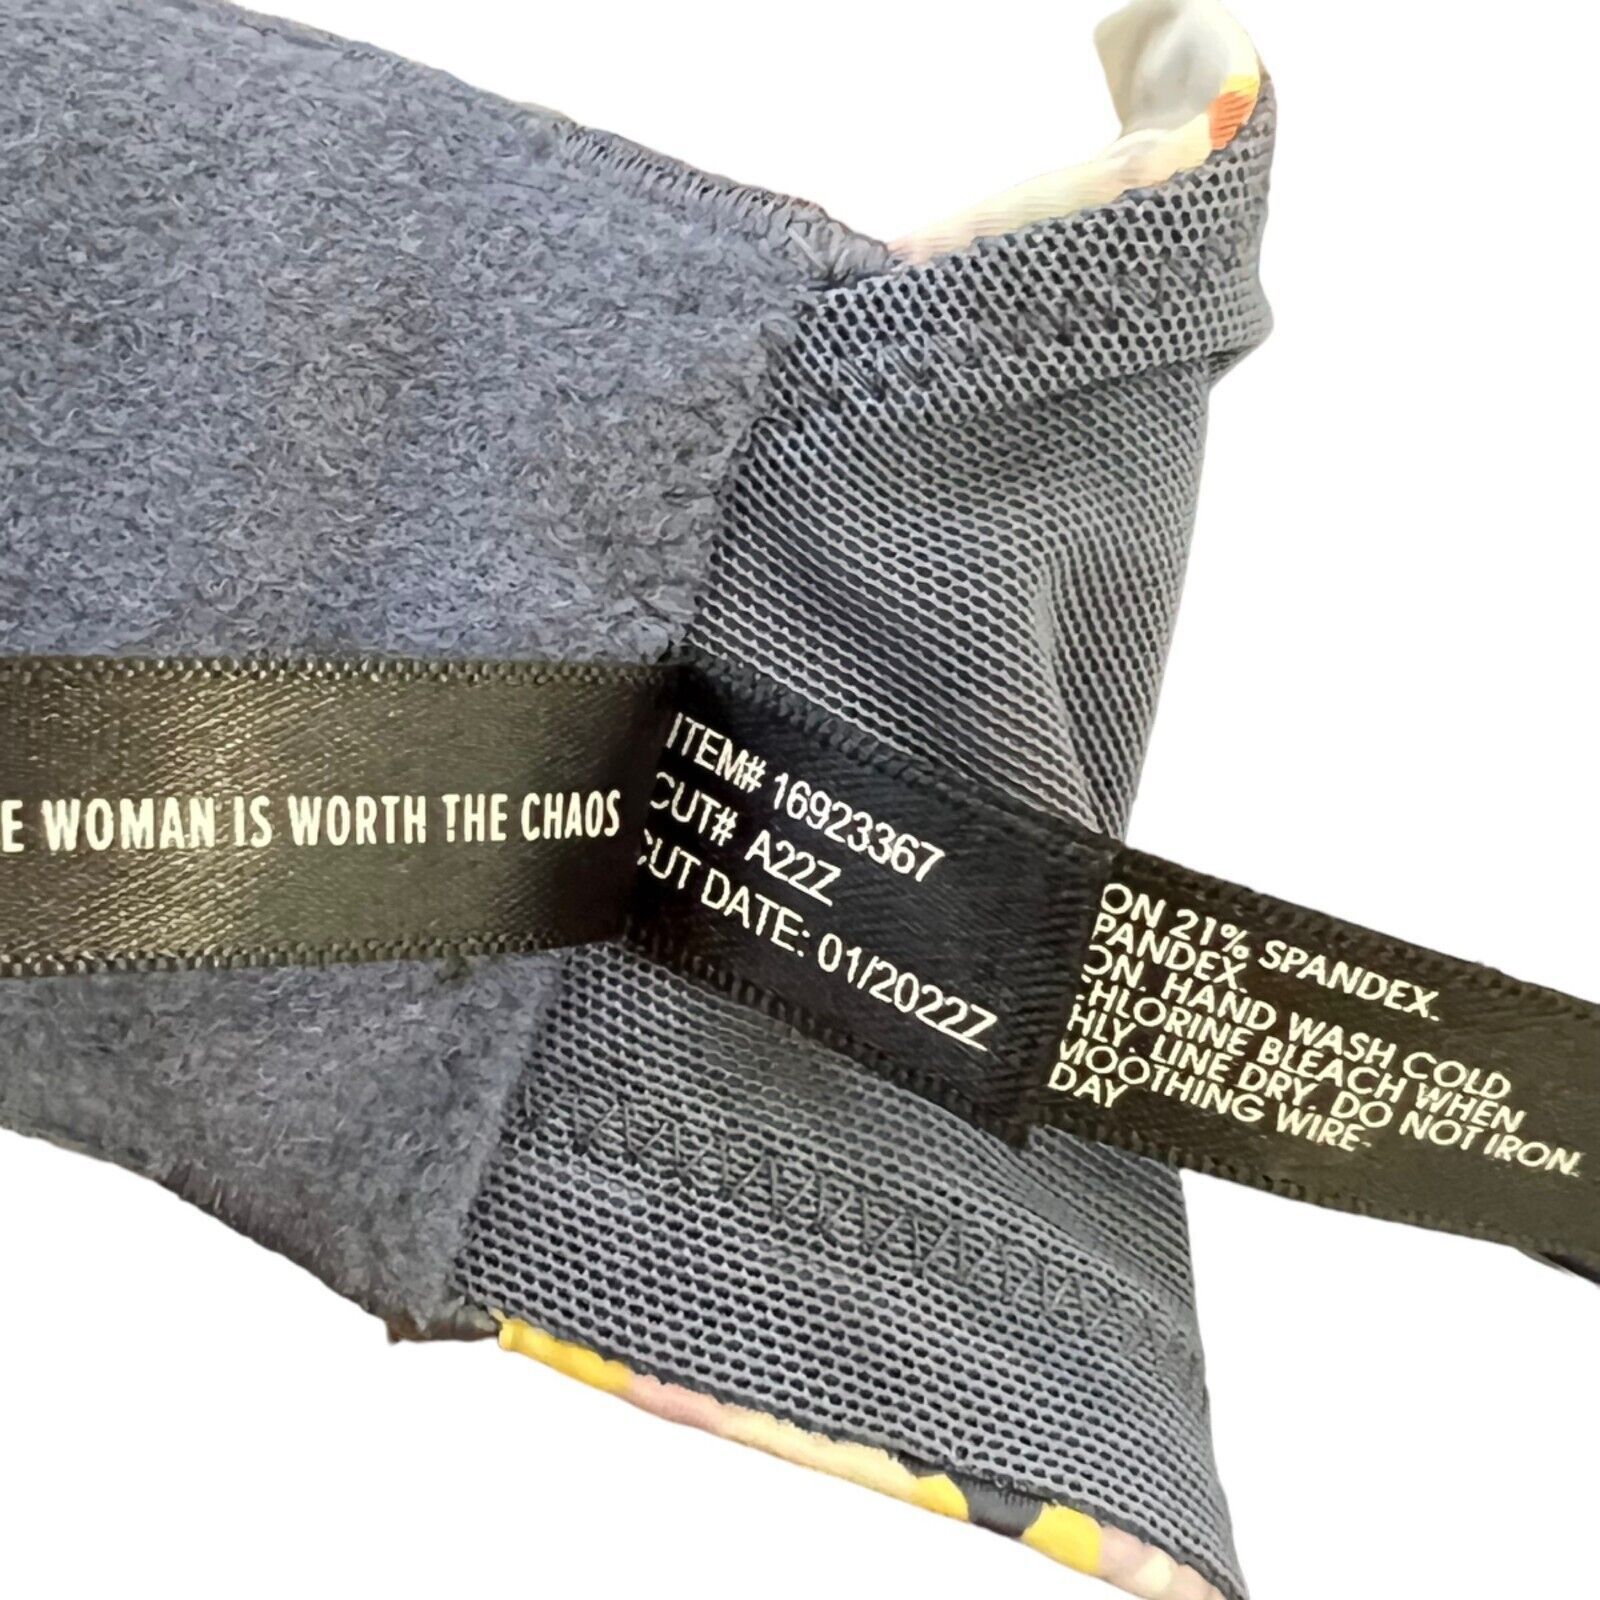 E WOMAN IS WORTH THE CHAOS
ITEM# 16923367
CUT# A22Z
CUT DATE: 01/2022Z
ON 21% SPANDEX.
PANDEX.
ON. HAND WASH COLD
CHLORINE BLEACH WHEN
HLY. LINE DRY. DO NOT IRON.
MOOTHING WIRE
DAY